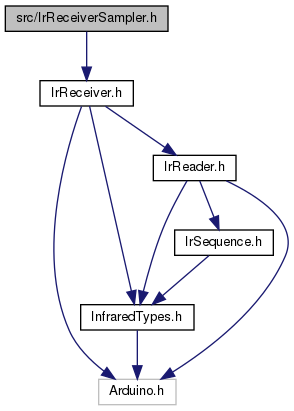 src/IrReceiverSampler.h
IrReceiver.h
IrReader.h
IrSequence.h
InfraredTypes.h
Arduino.h